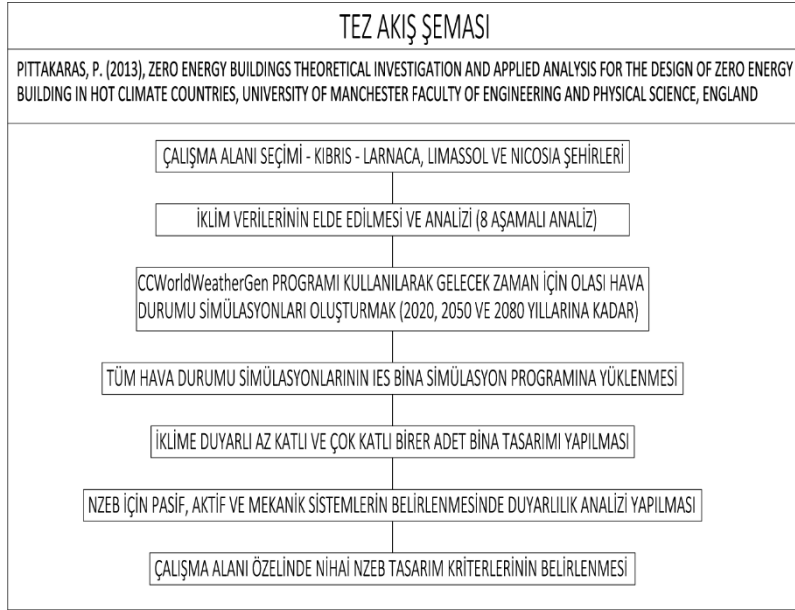 TEZ AKIŞ ŞEMASI
PITTAKARAS, P. (2013), ZERO ENERGY BUILDINGS THEORETICAL INVESTIGATION AND APPLIED ANALYSIS FOR THE DESIGN OF ZERO ENERGY
BUILDING IN HOT CLIMATE COUNTRIES, UNIVERSITY OF MANCHESTER FACULTY OF ENGINEERING AND PHYSICAL SCIENCE, ENGLAND
ÇALIŞMA ALANI SEÇİMİ - KIBRIS - LARNACA, LIMASSOL VE NICOSIA ŞEHİRLERİ
İKLİM VERİLERİNİN ELDE EDİLMESİ VE ANALİZİ (8 AŞAMALI ANALİZ)
CCWorldWeatherGen PROGRAMI KULLANILARAK GELECEK ZAMAN İÇİN OLASI HAVA
DURUMU SİMÜLASYONLARI OLUŞTURMAK (2020, 2050 VE 2080 YILLARINA KADAR)
TÜM HAVA DURUMU SİMÜLASYONLARININ IES BİNA SİMÜLASYON PROGRAMINA YÜKLENMESİ
İKLİME DUYARLI AZ KATLI VE ÇOK KATLI BİRER ADET BİNA TASARIMI YAPILMASI
NZEB İÇİN PASİF, AKTİF VE MEKANİK SİSTEMLERİN BELİRLENMESİNDE DUYARLILIK ANALİZİ YAPILMASI
ÇALIŞMA ALANI ÖZELİNDE NİHAİ NZEB TASARIM KRİTERLERİNİN BELİRLENMESİ